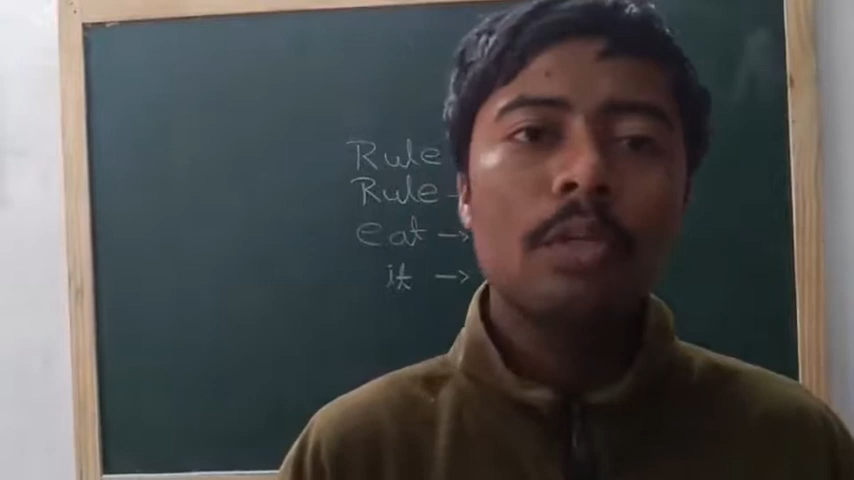 Rule
Rule -
eat →
it →